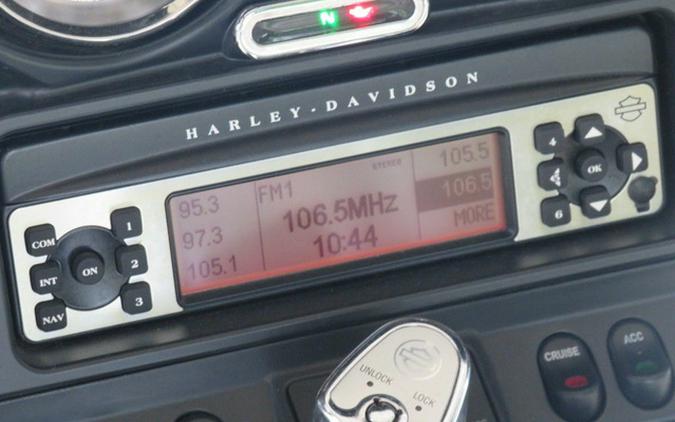 N
HARLEY-DAVIDSON
COM
INT
NAV
ON
1
2
3
95.3
97.3
105.1
FM1
STEREO
106.5MHz
10:44
105.5
106.5
MORE
4
6
OK
UNLOCK
LOCK
CRUISE
ACC